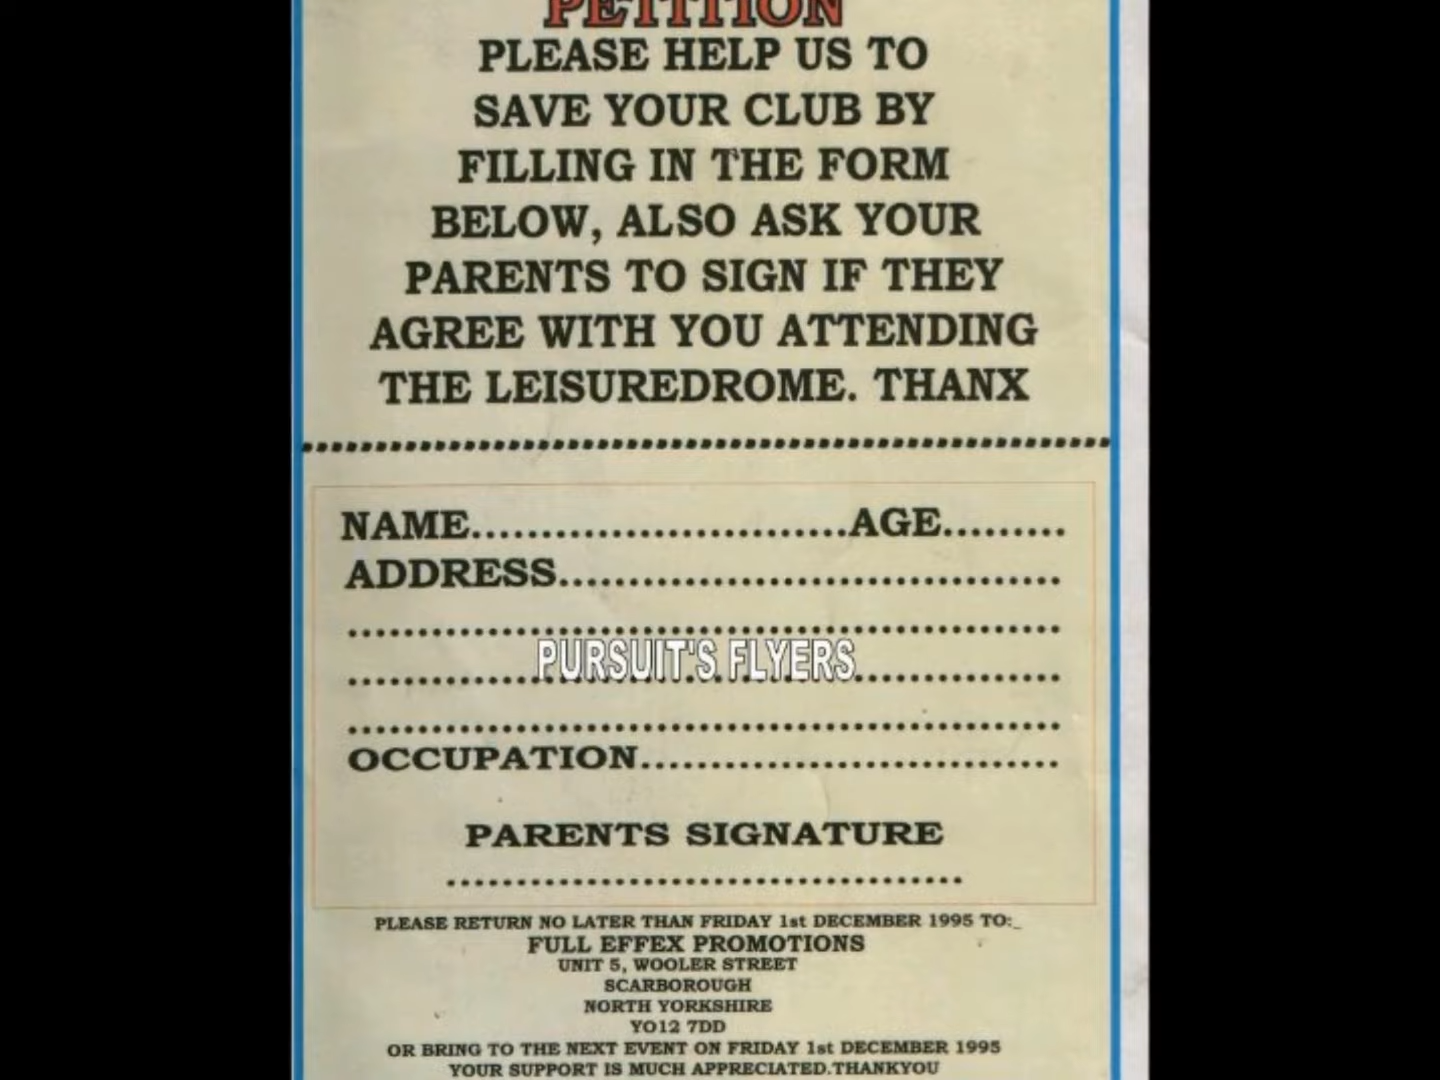 PETITION
PLEASE HELP US TO
SAVE YOUR CLUB BY
FILLING IN THE FORM
BELOW, ALSO ASK YOUR
PARENTS TO SIGN IF THEY
AGREE WITH YOU ATTENDING
THE LEISUREDROME. THANX
NAME...........................AGE.........
ADDRESS....................................
PURSUIT'S FLYERS
OCCUPATION..............................
PARENTS SIGNATURE
.....................................
PLEASE RETURN NO LATER THAN FRIDAY 1st DECEMBER 1995 TO:_
FULL EFFEX PROMOTIONS
UNIT 5, WOOLER STREET
SCARBOROUGH
NORTH YORKSHIRE
YO12 7DD
OR BRING TO THE NEXT EVENT ON FRIDAY 1st DECEMBER 1995
YOUR SUPPORT IS MUCH APPRECIATED.THANKYOU